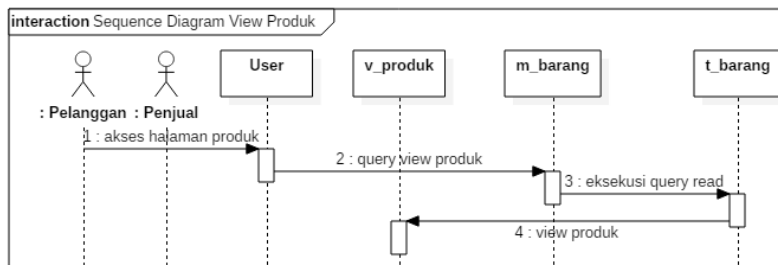 interaction Sequence Diagram View Produk
User
v_produk
m_barang
t_barang
: Pelanggan
: Penjual
1 : akses halaman produk
2 : query view produk
3 : eksekusi query read
4 : view produk